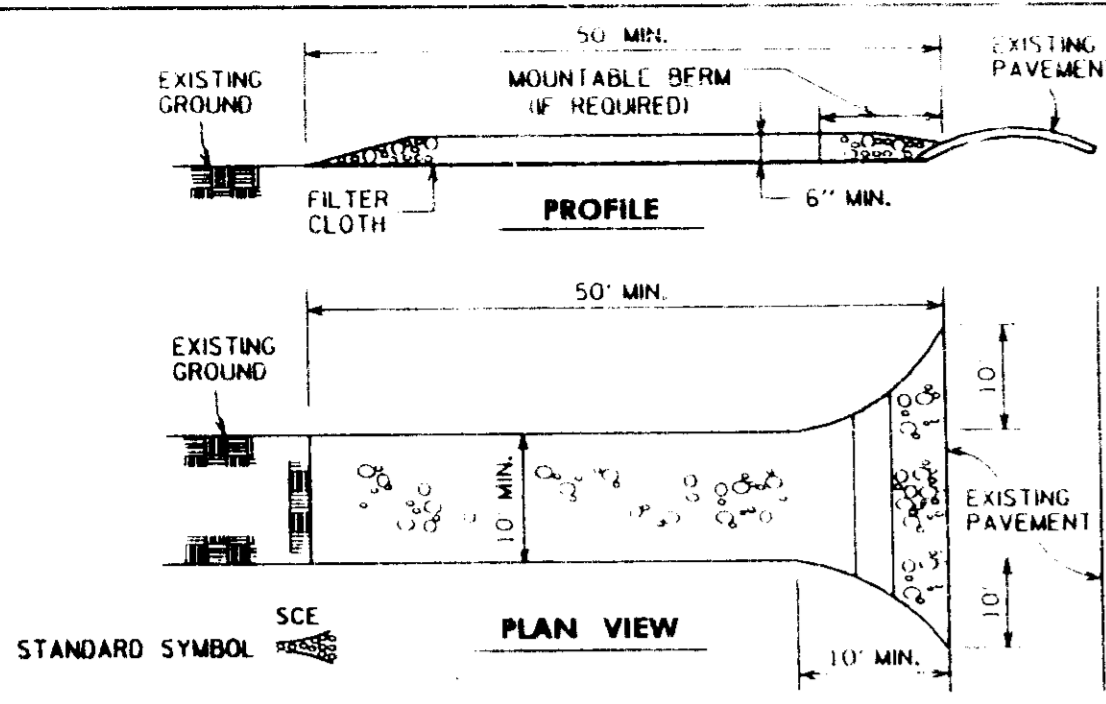 50 MIN.
EXISTING
PAVEMENT
EXISTING
GROUND
MOUNTABLE BERM
(IF REQUIRED)
FILTER
CLOTH
PROFILE
6" MIN.
50' MIN.
EXISTING
GROUND
10'
10' MIN.
EXISTING
PAVEMENT
10'
SCE
STANDARD SYMBOL
PLAN VIEW
10' MIN.